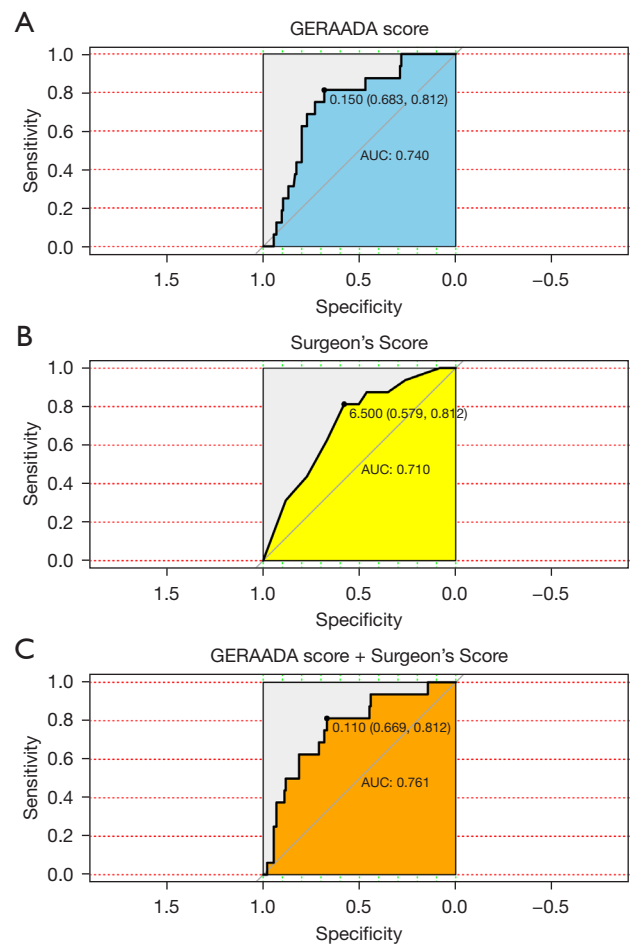 A
GERAADA score
1.0
0.8
0.6
0.4
0.2
0.0
Sensitivity
0.150 (0.683, 0.812)
AUC: 0.740
1.5 1.0 0.5 0.0 −0.5
Specificity
B
Surgeon’s Score
1.0
0.8
0.6
0.4
0.2
0.0
Sensitivity
6.500 (0.579, 0.812)
AUC: 0.710
1.5 1.0 0.5 0.0 −0.5
Specificity
C
GERAADA score + Surgeon’s Score
1.0
0.8
0.6
0.4
0.2
0.0
Sensitivity
0.110 (0.669, 0.812)
AUC: 0.761
1.5 1.0 0.5 0.0 −0.5
Specificity